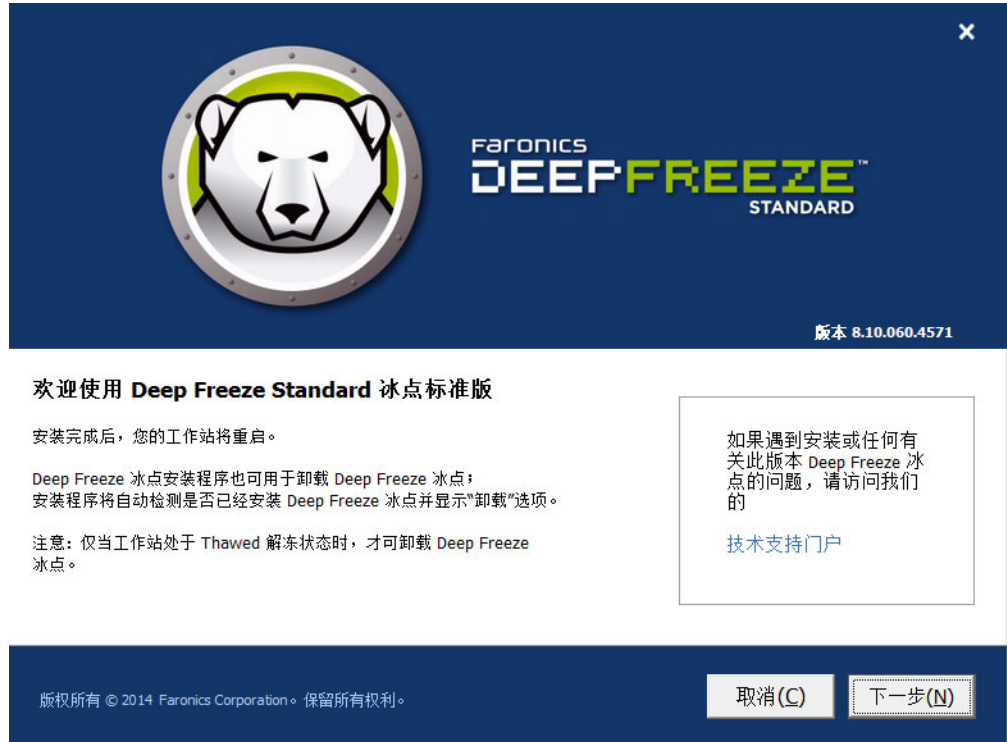 Faronics
DEEPFREEZE™
STANDARD
版本 8.10.060.4571
欢迎使用 Deep Freeze Standard 冰点标准版
安装完成后，您的工作站将重启。
Deep Freeze 冰点安装程序也可用于卸载 Deep Freeze 冰点；
安装程序将自动检测是否已经安装 Deep Freeze 冰点并显示“卸载”选项。
注意：仅当工作站处于 Thawed 解冻状态时，才可卸载 Deep Freeze
冰点。
如果遇到安装或任何有
关此版本 Deep Freeze 冰
点的问题，请访问我们
的
技术支持门户
版权所有 © 2014 Faronics Corporation。保留所有权利。
取消(C)
下一步(N)